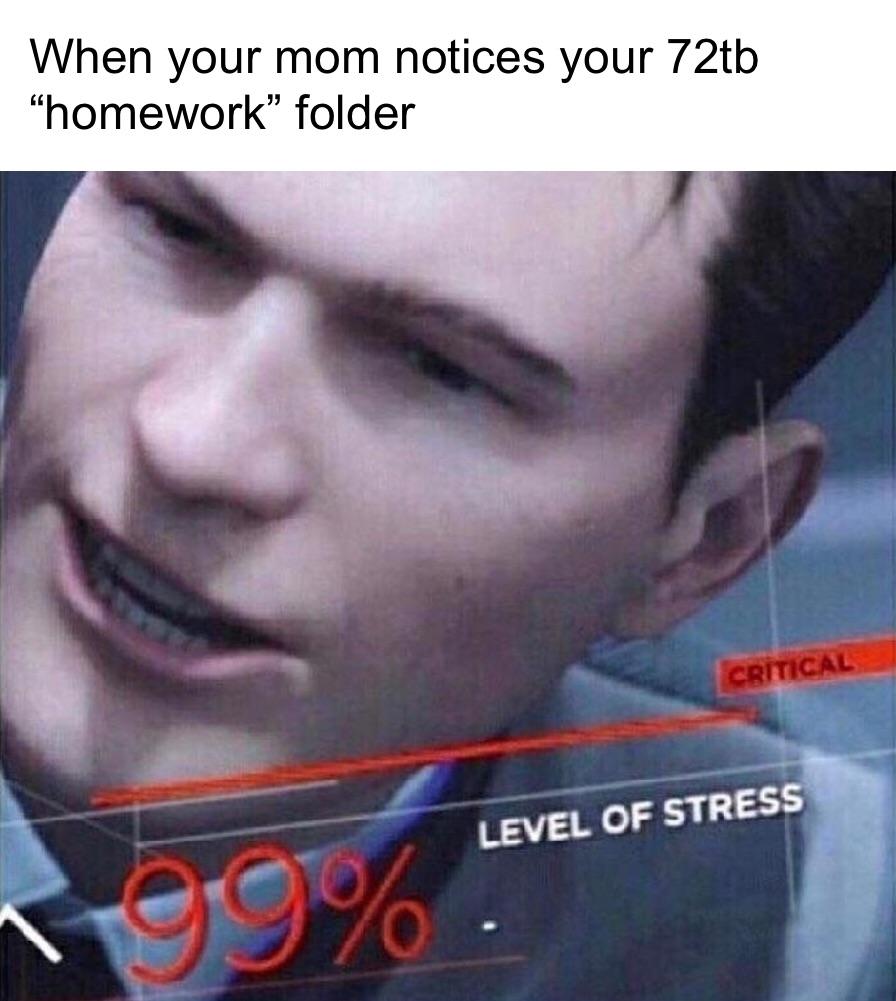 When your mom notices your 72tb
“homework” folder
CRITICAL
LEVEL OF STRESS
99%